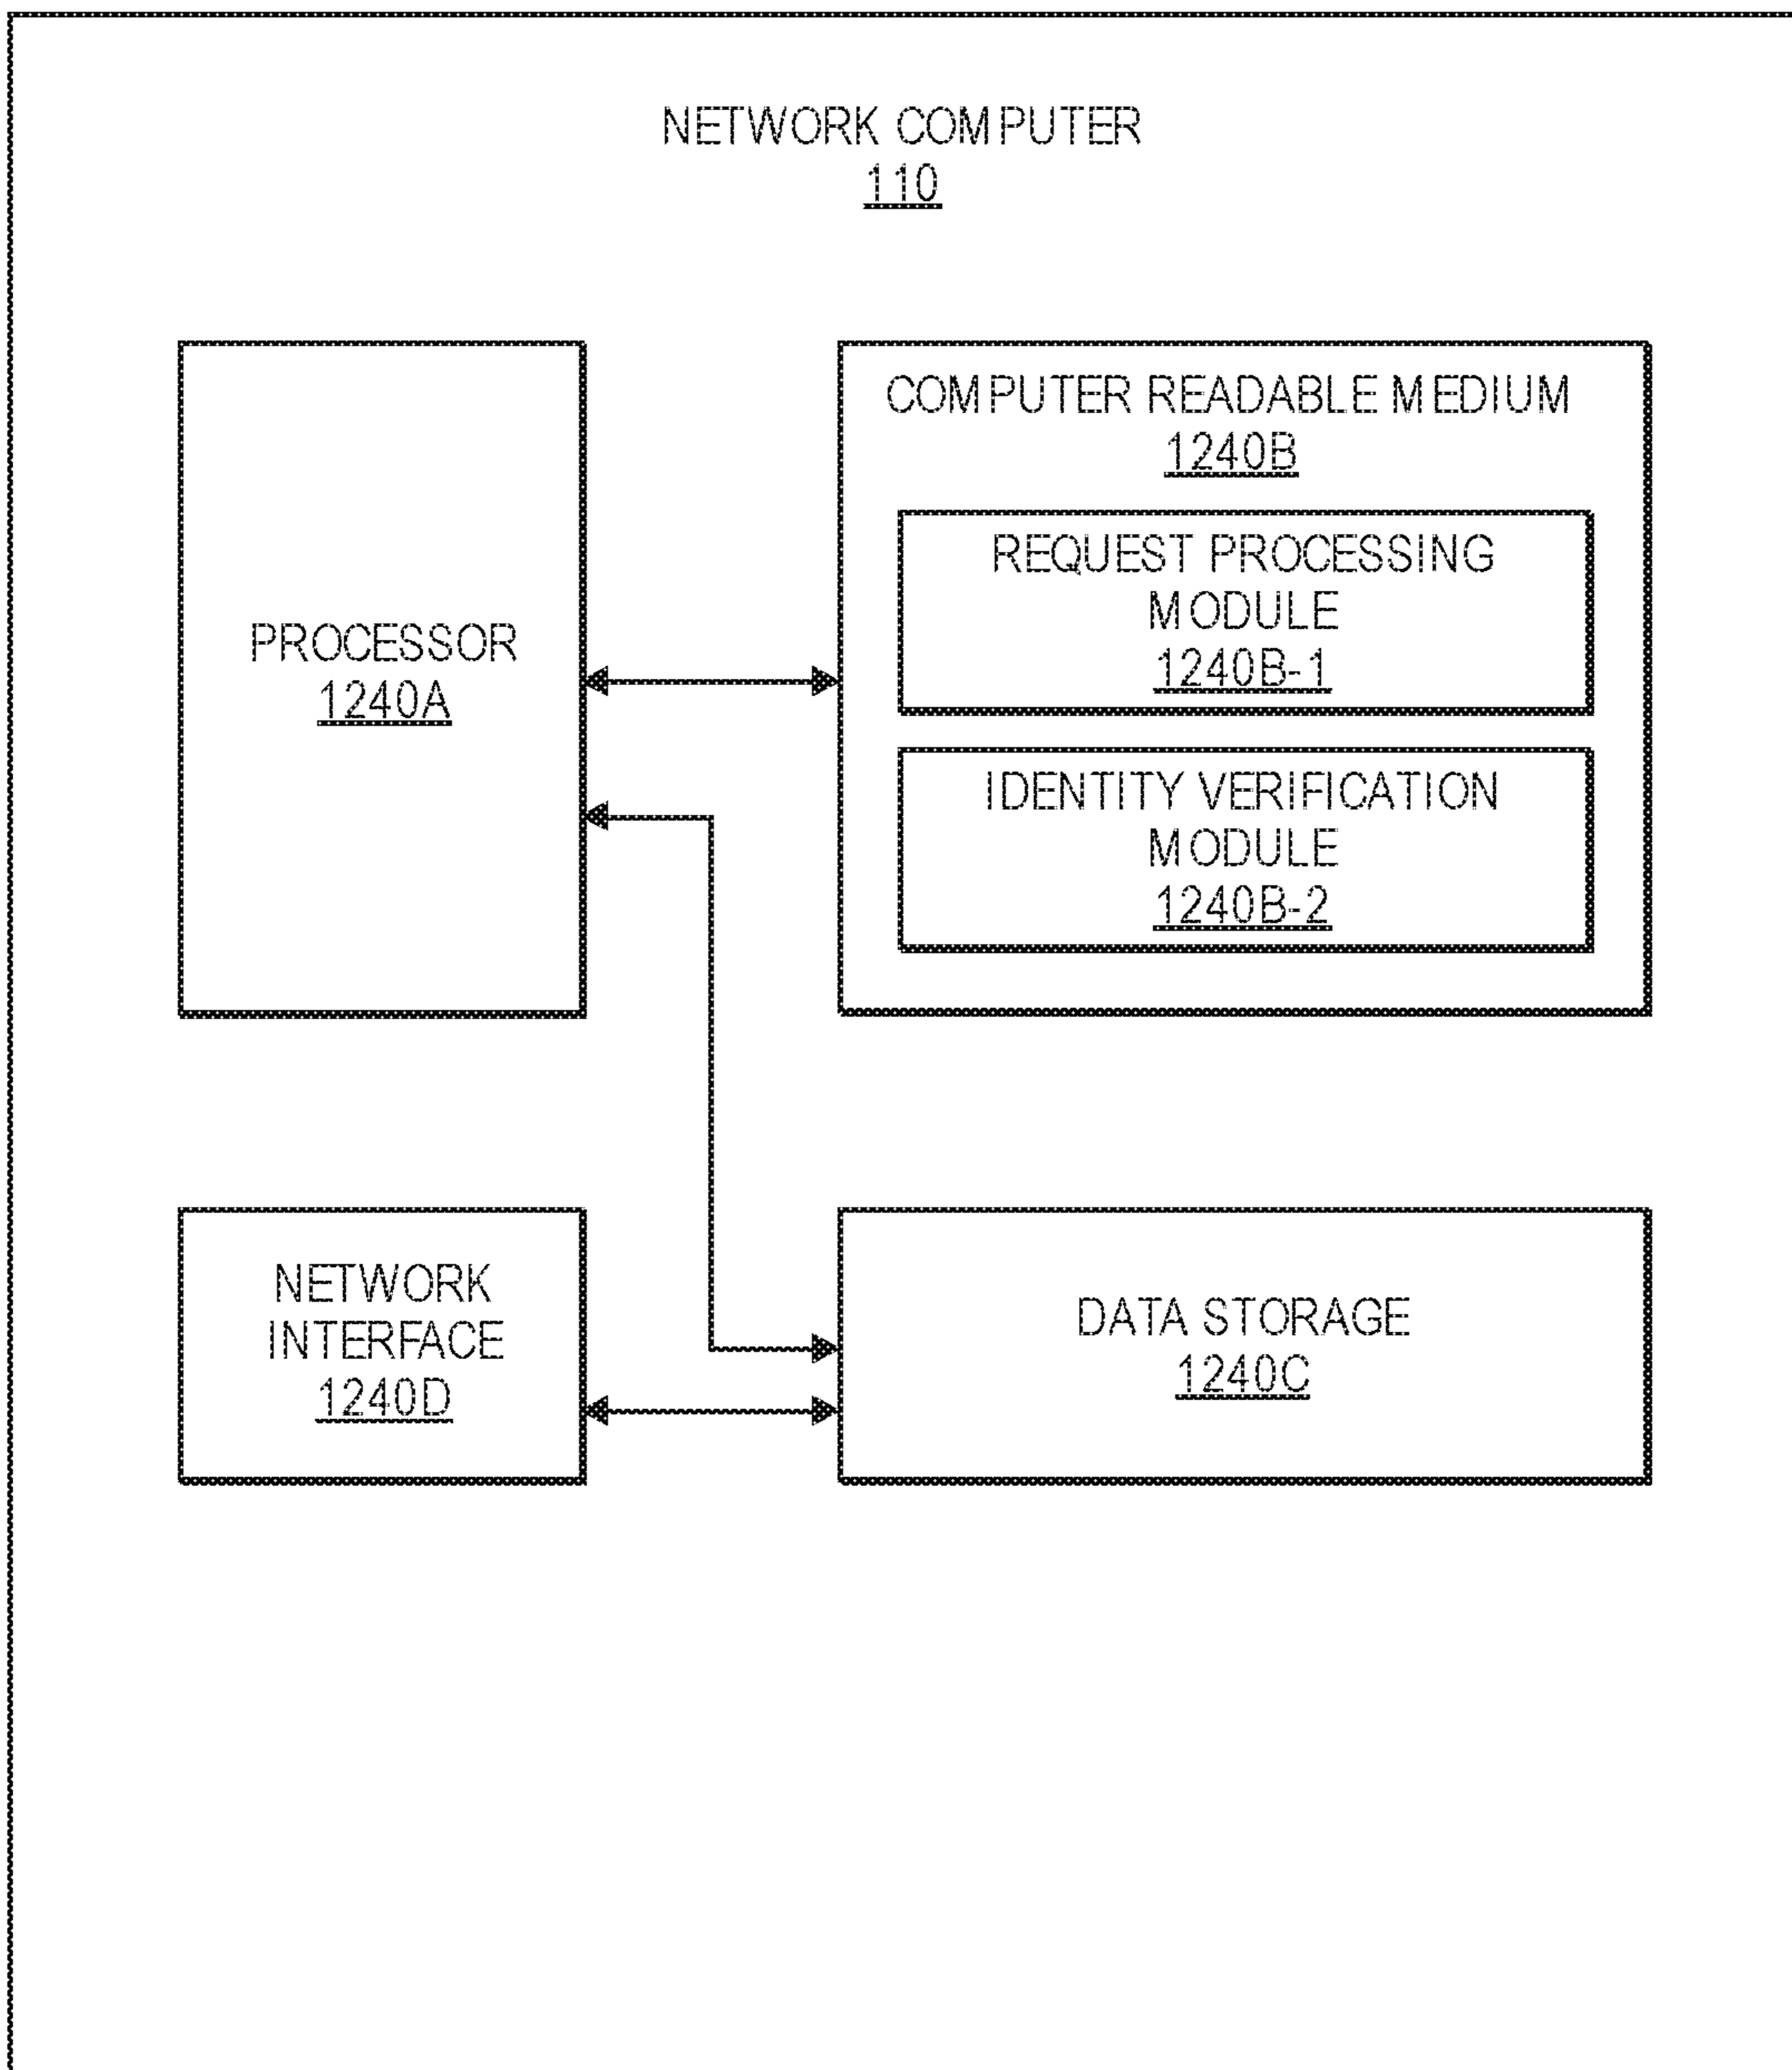 NETWORK COMPUTER
110
PROCESSOR
1240A
COMPUTER READABLE MEDIUM
1240B
REQUEST PROCESSING
MODULE
1240B-1
IDENTITY VERIFICATION
MODULE
1240B-2
NETWORK
INTERFACE
1240D
DATA STORAGE
1240C